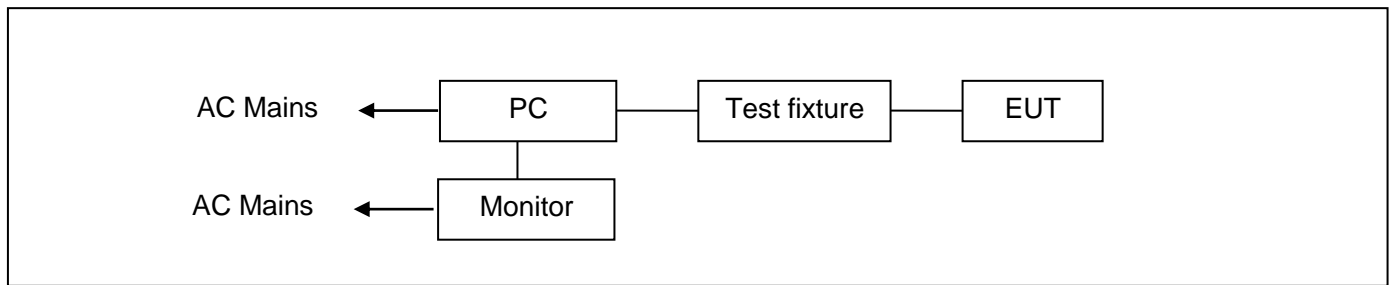 AC Mains
PC
Test fixture
EUT
AC Mains
Monitor